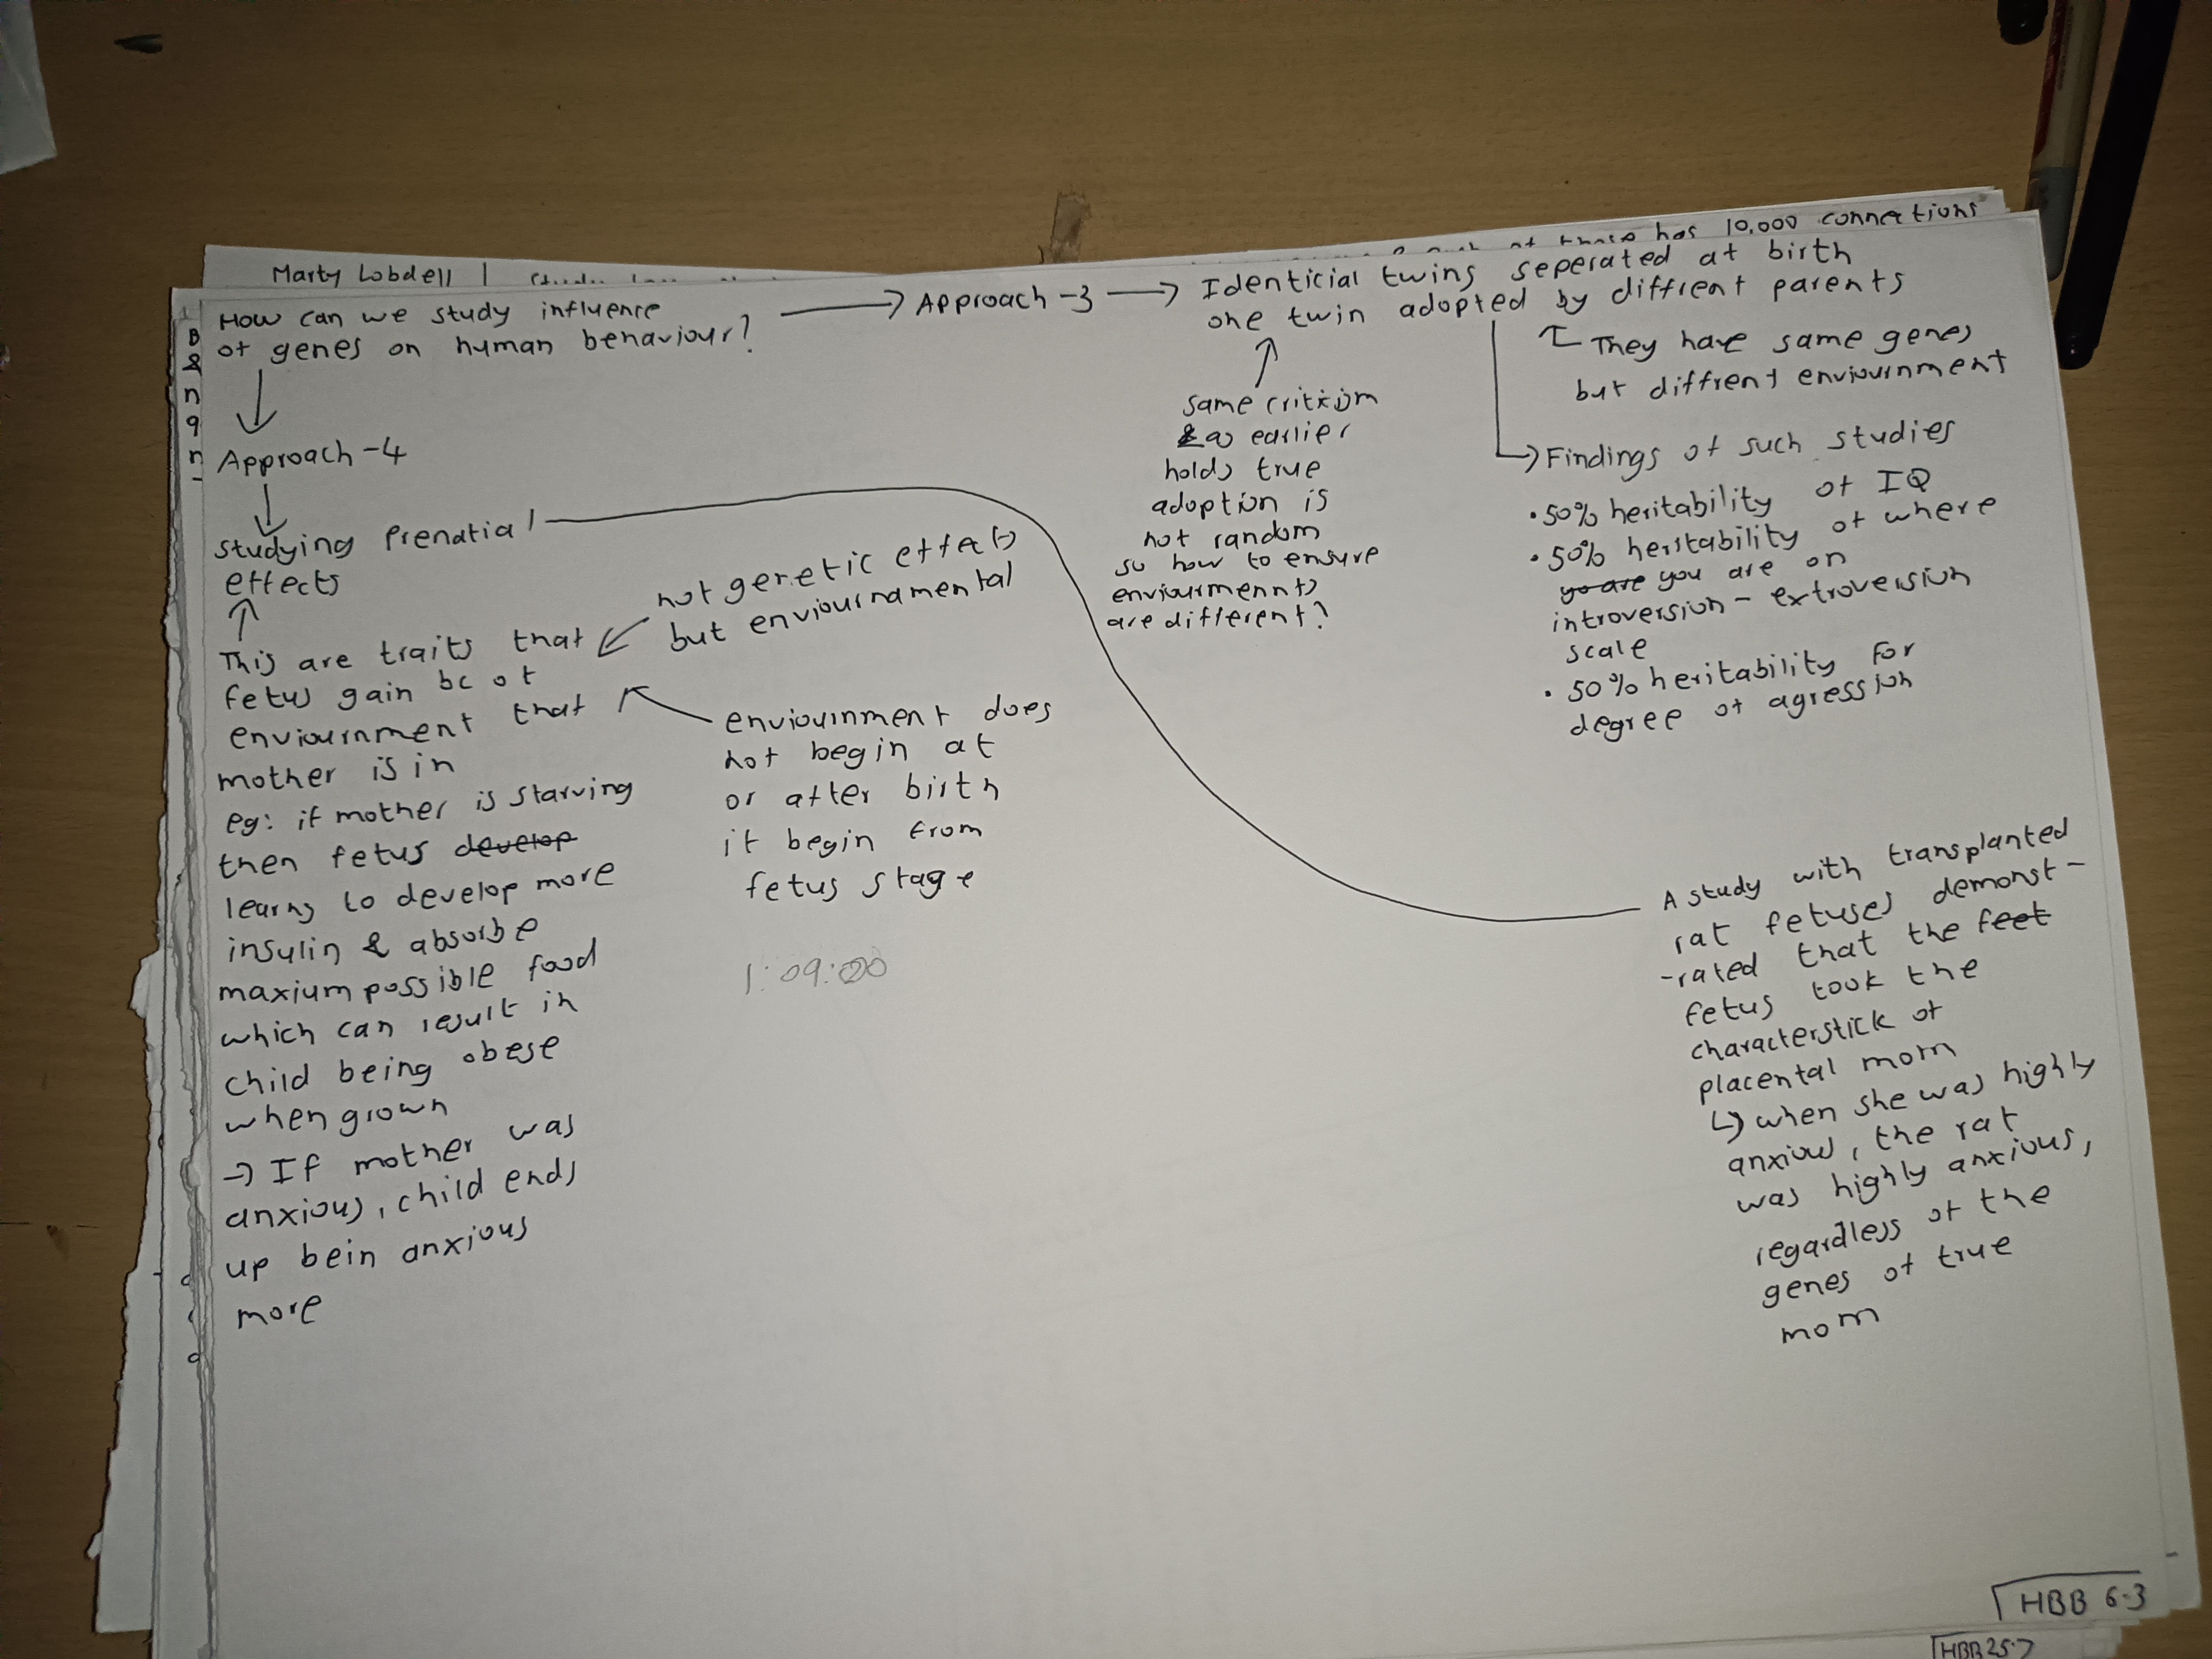 Marty Lobdell |
has 10,000 connections
How can we study influence
of genes on human behaviour?
Approach -3
Identicial twins seperated at birth
one twin adopted by diffrent parents
They have same genes
but diffrent enviournment
same critism
as earlier
holds true
adoption is
not random
so how to ensure
are different?
Findings of such studies
• 50% heritability of IQ
• 50% heritability of where
yo are you are on
introversion - extroversion
scale
• 50% heritability for
degree of agression
Approach -4
studying Prenatial
effects
not genetic effects
but enviournamental
This are traits that
fetus gain bc of
enviournment that
mother is in
eg: if mother is starving
then fetus develop
learns to develop more
insulin & absorbe
maxium possible food
which can result in
child being obese
when grown
→ If mother was
anxious, child ends
up bein anxious
more
enviournment does
not begin at
or after birth
it begin from
fetus stage
1:09:00
A study with transplanted
rat fetuses demonst-
-rated that the feet
fetus took the
characterstick of
placental mom
↳ when she was highly
anxious, the rat
was highly anxious,
regardless of the
genes of true
mom
HBB 6.3
HBB 25.7
B
&
n
g
n